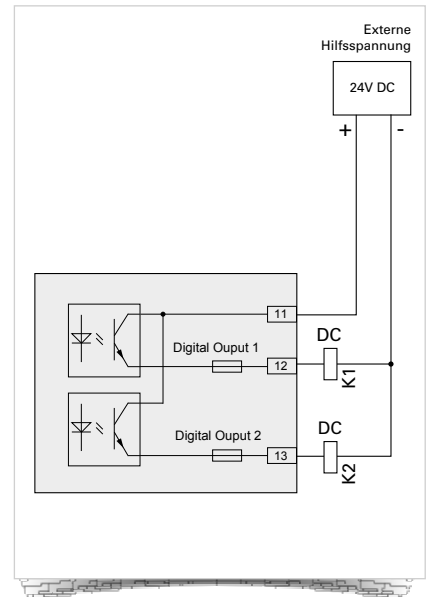 Externe
Hilfsspannung
24V DC
+ -
11
DC
Digital Ouput 1
12
K1
DC
Digital Ouput 2
13
K2